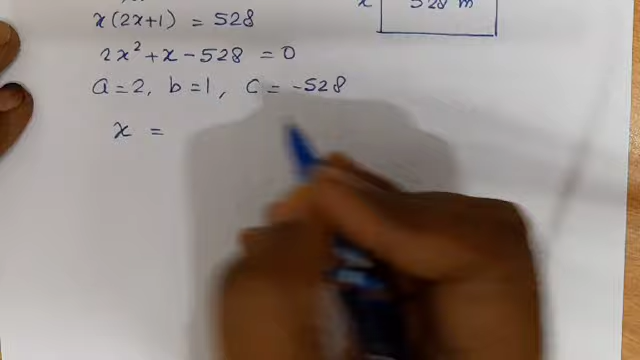 x(2x+1) = 528
x
528 m
2x² + x - 528 = 0
a = 2, b = 1, c = -528
x =